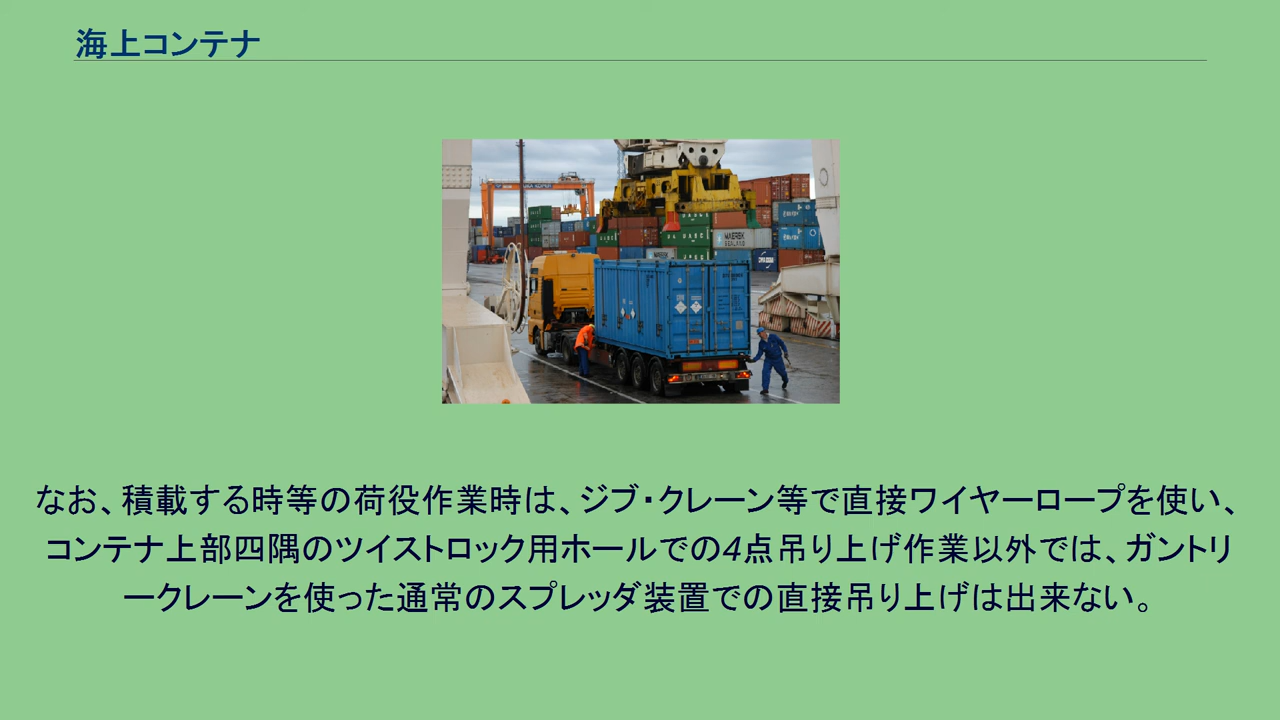 海上コンテナ
MAERSK
SEALAND
なお、積載する時等の荷役作業時は、ジブ・クレーン等で直接ワイヤーロープを使い、
コンテナ上部四隅のツイストロック用ホールでの4点吊り上げ作業以外では、ガントリ
ークレーンを使った通常のスプレッダ装置での直接吊り上げは出来ない。